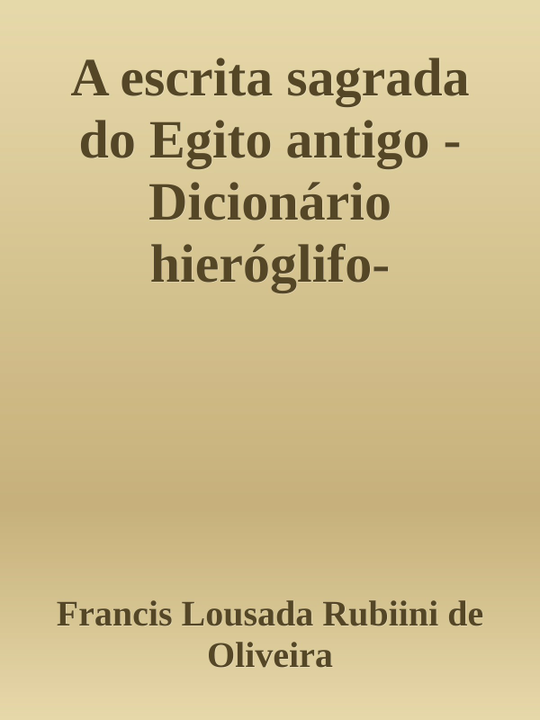 A escrita sagrada
do Egito antigo -
Dicionário
hieróglifo-
Francis Lousada Rubiini de
Oliveira